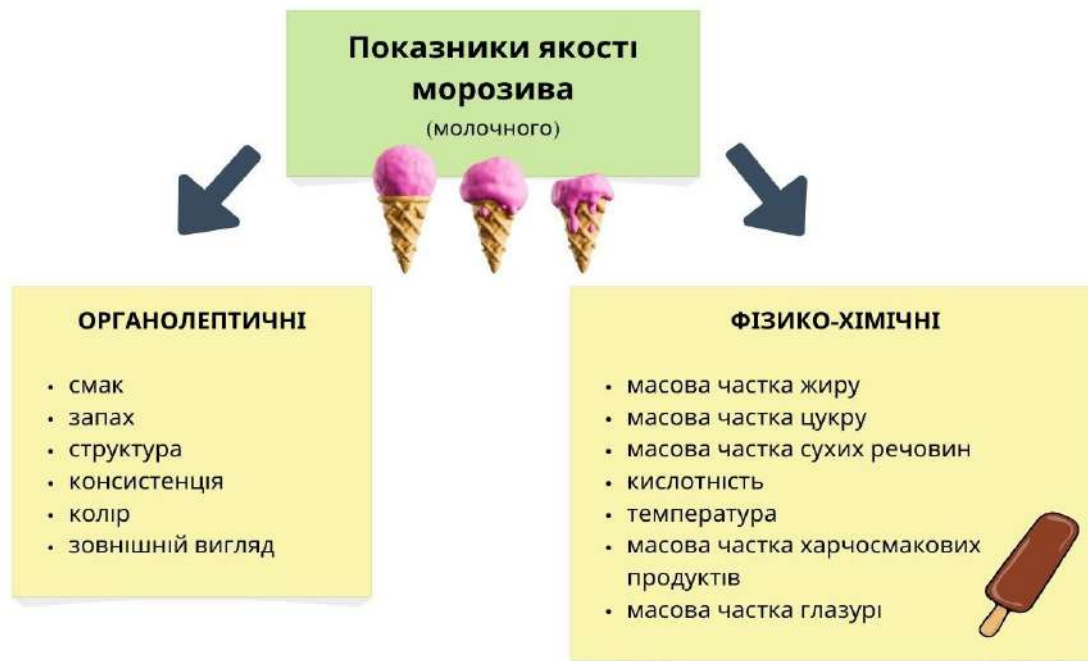 Показники якості
морозива
(молочного)
ОРГАНОЛЕПТИЧНІ
• смак
• запах
• структура
• консистенція
• колір
• зовнішній вигляд
ФІЗИКО-ХІМІЧНІ
• масова частка жиру
• масова частка цукру
• масова частка сухих речовин
• кислотність
• температура
• масова частка харчосмакових
продуктів
• масова частка глазурі